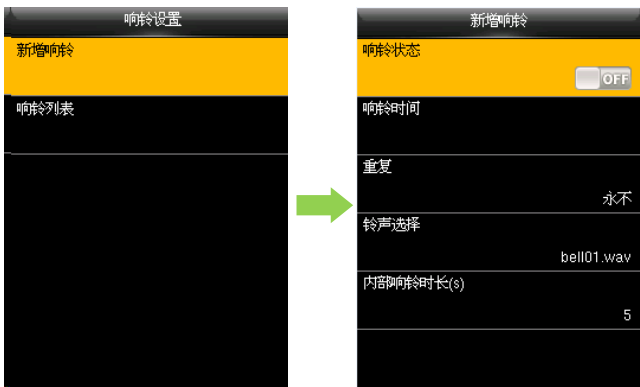 响铃设置
新增响铃
响铃列表
新增响铃
响铃状态
OFF
响铃时间
重复
永不
铃声选择
bell01.wav
内部响铃时长(s)
5